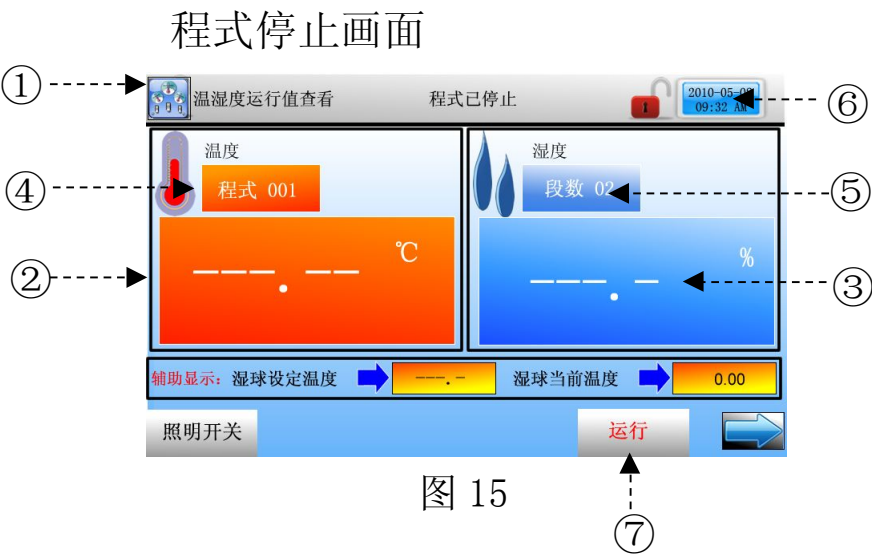 程式停止画面
① 温湿度运行值查看 程式已停止 2010-05-08 ⑥
09:32 AM
温度 湿度
④ 程式 001 段数 02 ⑤
② ---.-- ℃ ---.- % ③
辅助显示: 湿球设定温度 ---.- 湿球当前温度 0.00
照明开关 运行
图 15
⑦